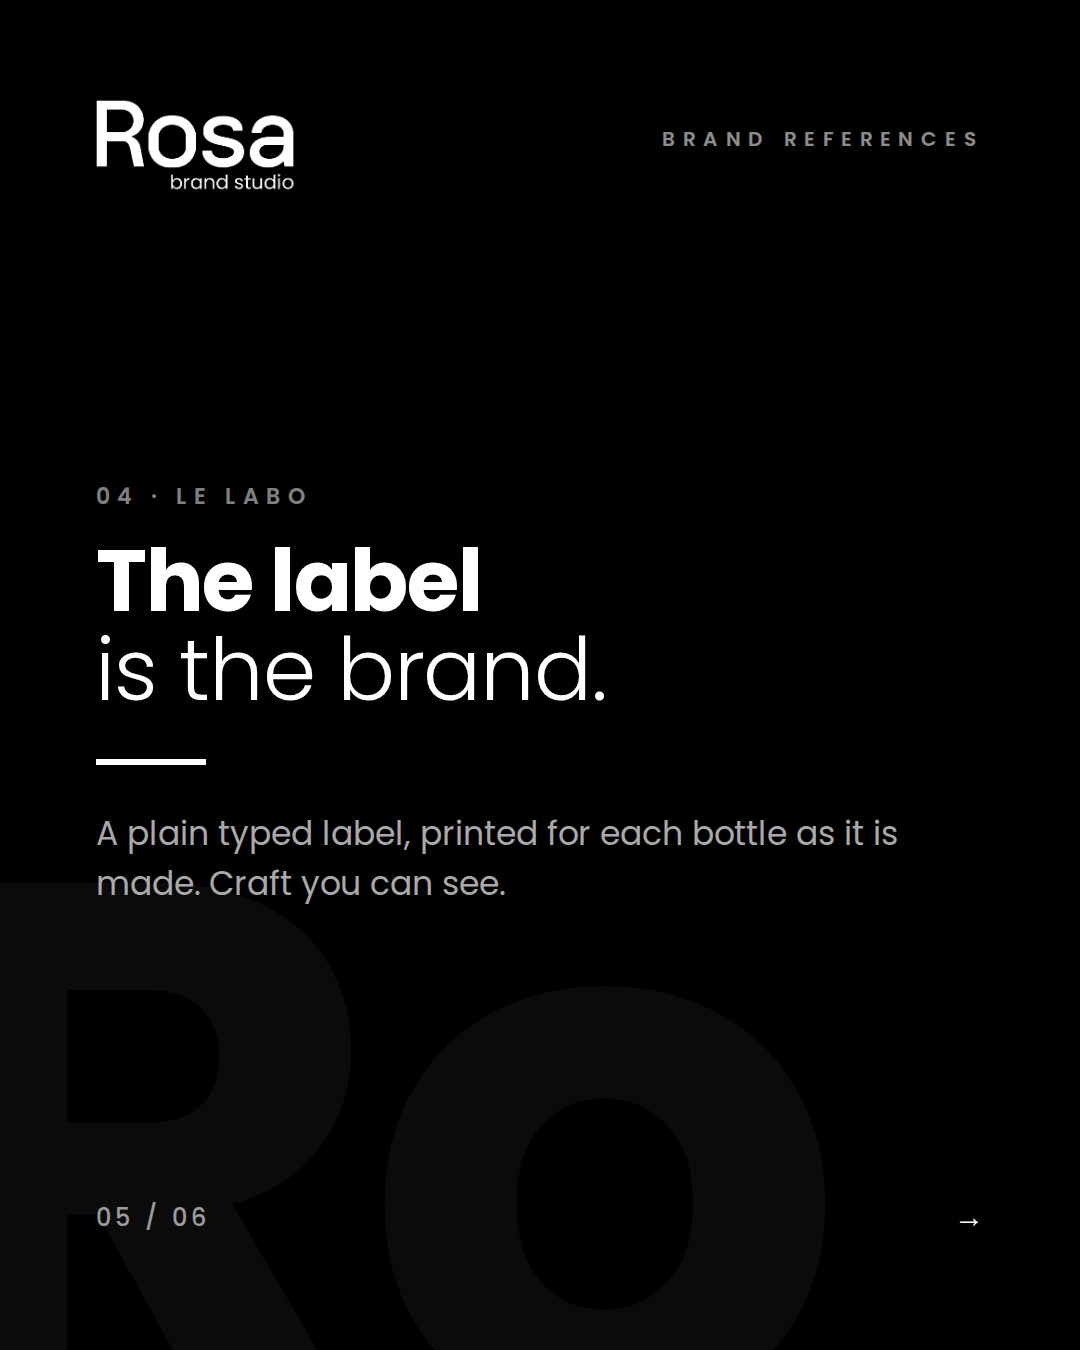 Rosa
brand studio
BRAND REFERENCES
04 · LE LABO
The label
is the brand.
A plain typed label, printed for each bottle as it is
made. Craft you can see.
Ro
05 / 06
→